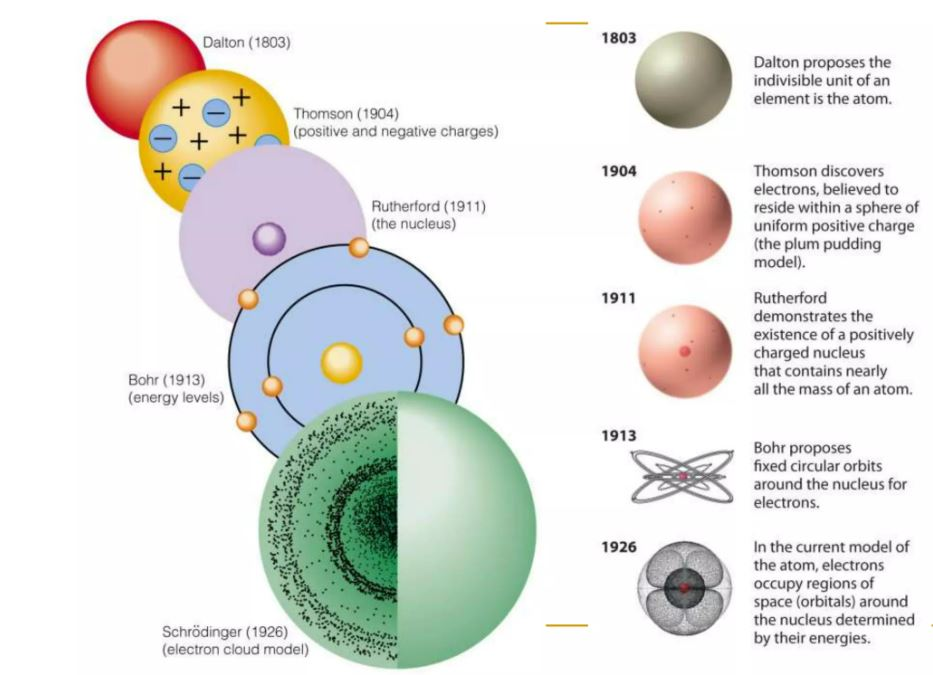 Dalton (1803)
+ +
−
− + +
+ −
Thomson (1904)
(positive and negative charges)
Rutherford (1911)
(the nucleus)
Bohr (1913)
(energy levels)
Schrödinger (1926)
(electron cloud model)
1803
Dalton proposes the
indivisible unit of an
element is the atom.
1904
Thomson discovers
electrons, believed to
reside within a sphere of
uniform positive charge
(the plum pudding
model).
1911
Rutherford
demonstrates the
existence of a positively
charged nucleus
that contains nearly
all the mass of an atom.
1913
Bohr proposes
fixed circular orbits
around the nucleus for
electrons.
1926
In the current model of
the atom, electrons
occupy regions of
space (orbitals) around
the nucleus determined
by their energies.